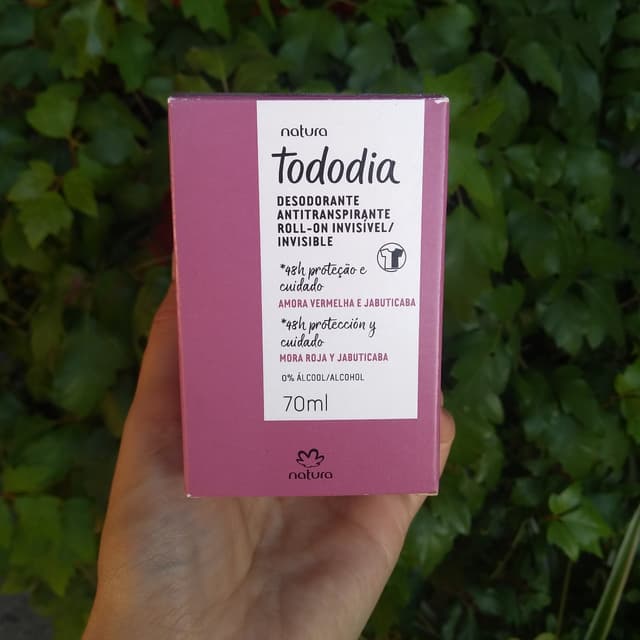 natura
Tododia
DESODORANTE
ANTITRANSPIRANTE
ROLL-ON INVISÍVEL/
INVISIBLE
*48h proteção e
cuidado
AMORA VERMELHA E JABUTICABA
*48h protección y
cuidado
MORA ROJA Y JABUTICABA
0% ÁLCOOL/ALCOHOL
70ml
natura